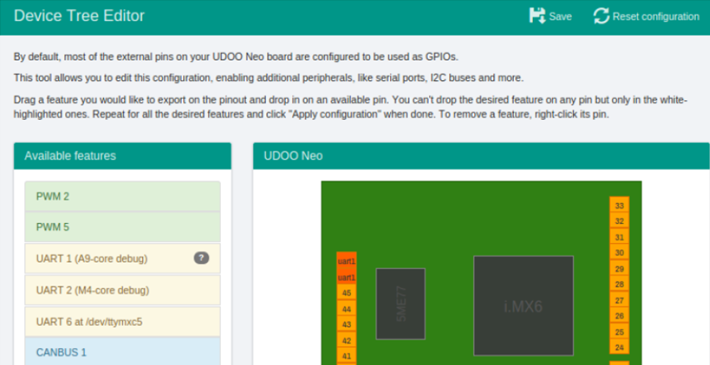 Device Tree Editor
Save
Reset configuration
By default, most of the external pins on your UDOO Neo board are configured to be used as GPIOs.
This tool allows you to edit this configuration, enabling additional peripherals, like serial ports, I2C buses and more.
Drag a feature you would like to export on the pinout and drop in on an available pin. You can't drop the desired feature on any pin but only in the white-
highlighted ones. Repeat for all the desired features and click "Apply configuration" when done. To remove a feature, right-click its pin.
Available features
PWM 2
PWM 5
UART 1 (A9-core debug)
?
UART 2 (M4-core debug)
UART 6 at /dev/ttymxc5
CANBUS 1
UDOO Neo
uart1
uart1
45
44
43
42
41
i.MX6
33
32
31
30
29
28
27
26
25
24